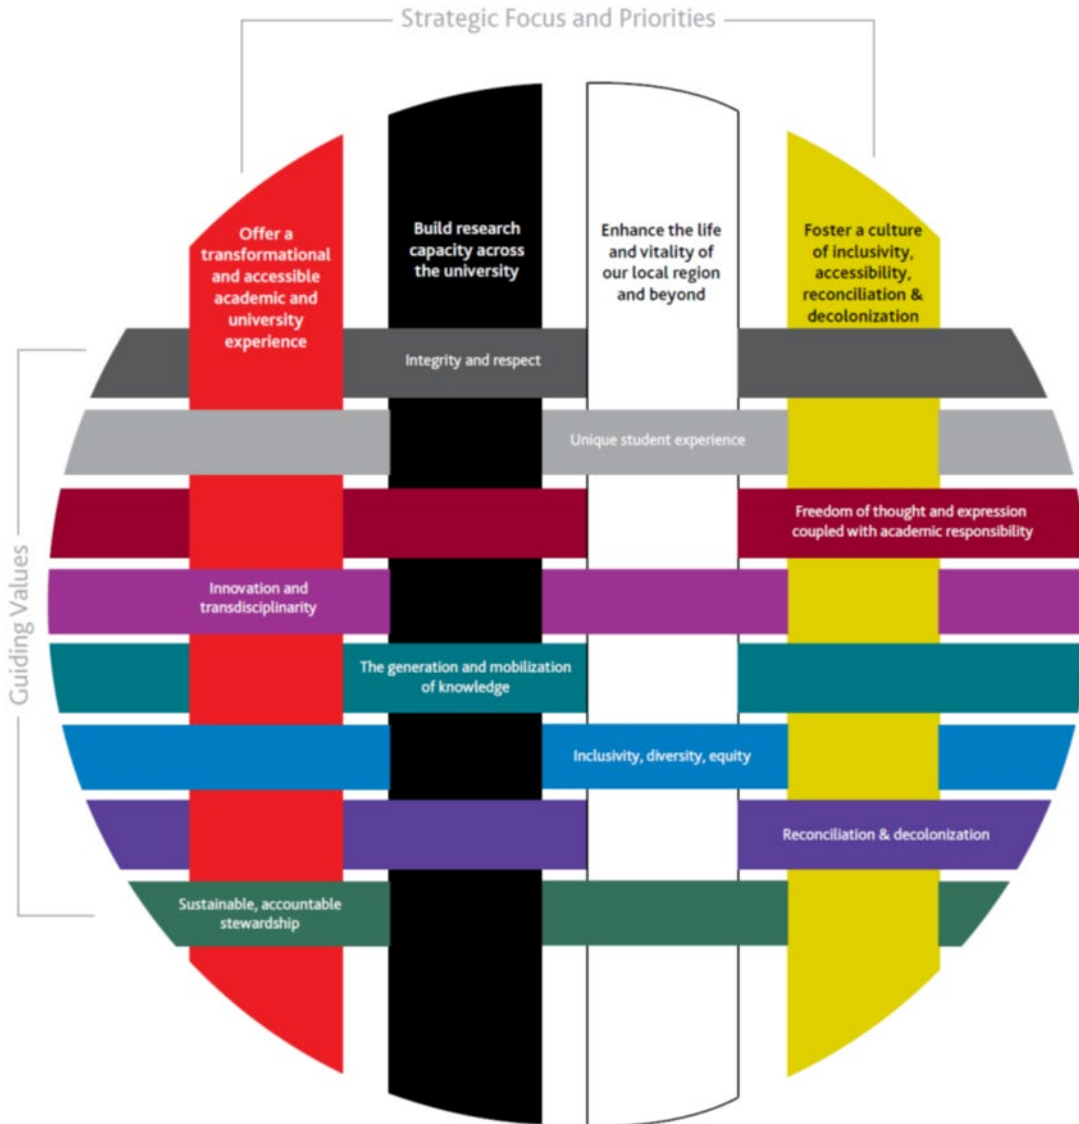 Strategic Focus and Priorities
Offer a
transformational
and accessible
academic and
university
experience
Build research
capacity across
the university
Enhance the life
and vitality of
our local region
and beyond
Foster a culture
of inclusivity,
accessibility,
reconciliation &
decolonization
Guiding Values
Integrity and respect
Unique student experience
Freedom of thought and expression
coupled with academic responsibility
Innovation and
transdisciplinarity
The generation and mobilization
of knowledge
Inclusivity, diversity, equity
Reconciliation & decolonization
Sustainable, accountable
stewardship